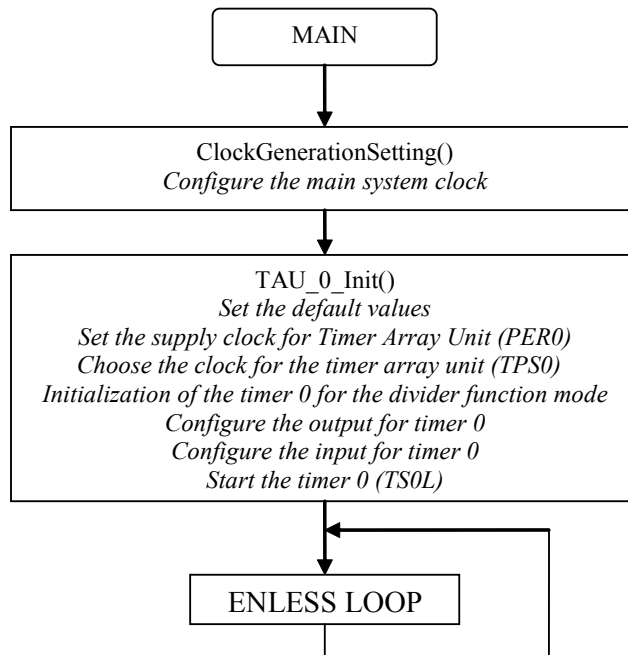 MAIN
ClockGenerationSetting()
Configure the main system clock
TAU_0_Init()
Set the default values
Set the supply clock for Timer Array Unit (PER0)
Choose the clock for the timer array unit (TPS0)
Initialization of the timer 0 for the divider function mode
Configure the output for timer 0
Configure the input for timer 0
Start the timer 0 (TS0L)
ENLESS LOOP